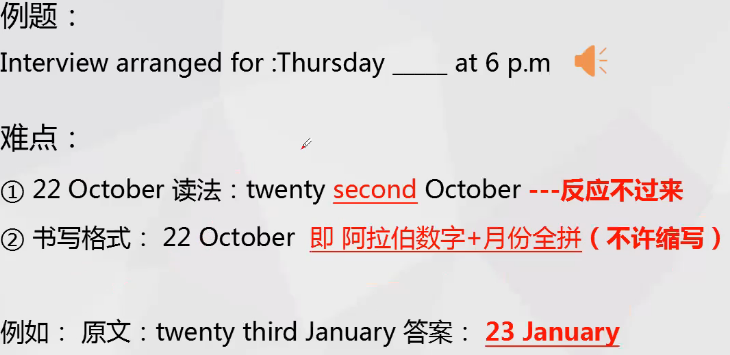 例题：
Interview arranged for :Thursday _____ at 6 p.m
难点：
① 22 October 读法：twenty second October ---反应不过来
② 书写格式： 22 October 即 阿拉伯数字+月份全拼（不许缩写）
例如： 原文：twenty third January 答案： 23 January